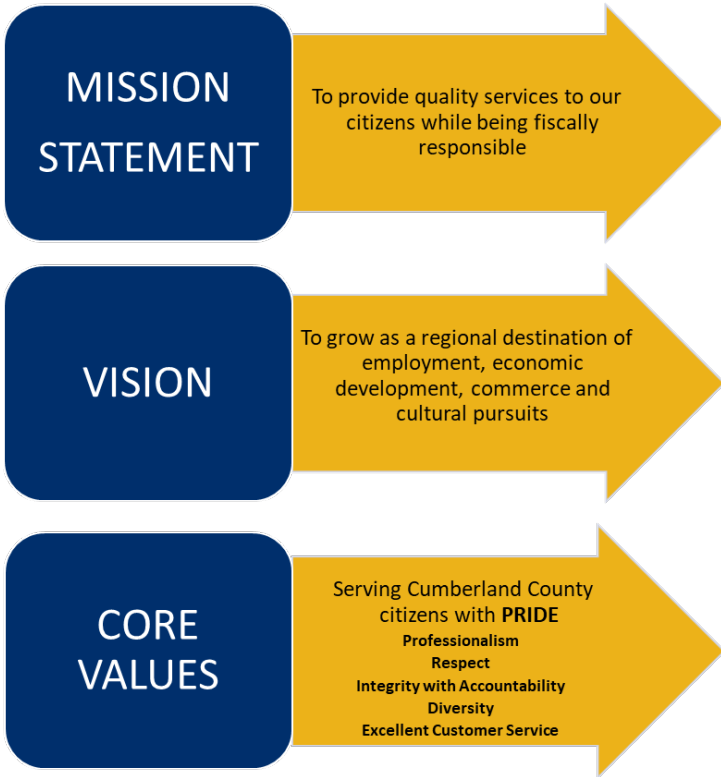 MISSION
STATEMENT
To provide quality services to our
citizens while being fiscally
responsible
VISION
To grow as a regional destination of
employment, economic
development, commerce and
cultural pursuits
CORE
VALUES
Serving Cumberland County
citizens with PRIDE
Professionalism
Respect
Integrity with Accountability
Diversity
Excellent Customer Service